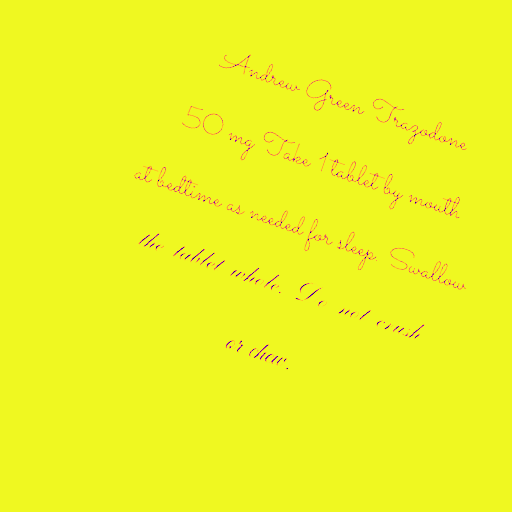 Andrew Green Trazodone
50 mg Take 1 tablet by mouth
at bedtime as needed for sleep. Swallow
the tablet whole. Do not crush
or chew.